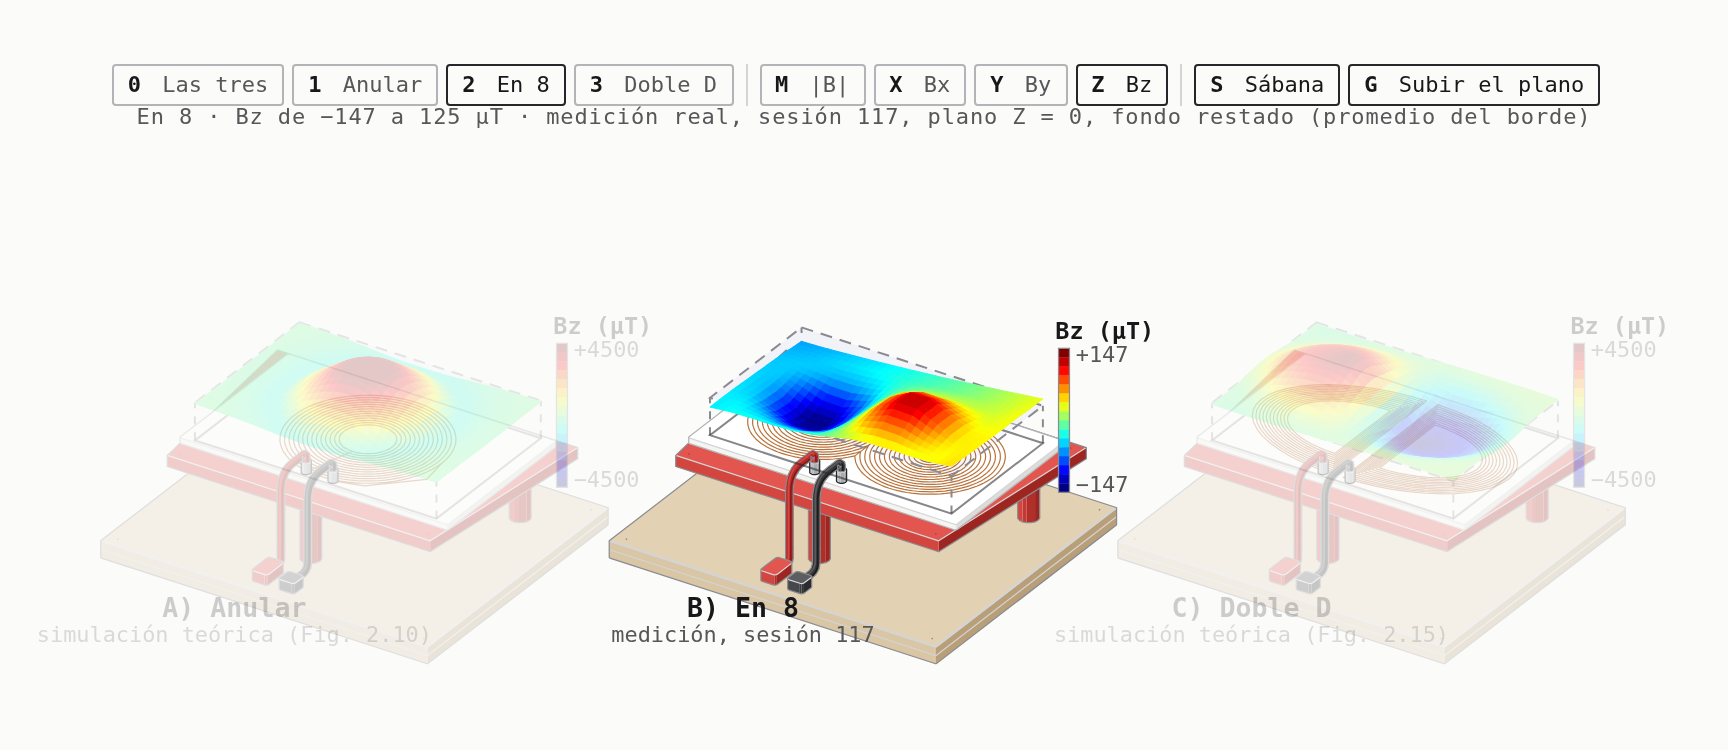 0 Las tres 1 Anular 2 En 8 3 Doble D M |B| X Bx Y By Z Bz S Sábana G Subir el plano
En 8 · Bz de −147 a 125 µT · medición real, sesión 117, plano Z = 0, fondo restado (promedio del borde)
Bz (µT)
+4500
−4500
Bz (µT)
+147
−147
Bz (µT)
+4500
−4500
A) Anular
simulación teórica (Fig. 2.10)
B) En 8
medición, sesión 117
C) Doble D
simulación teórica (Fig. 2.15)